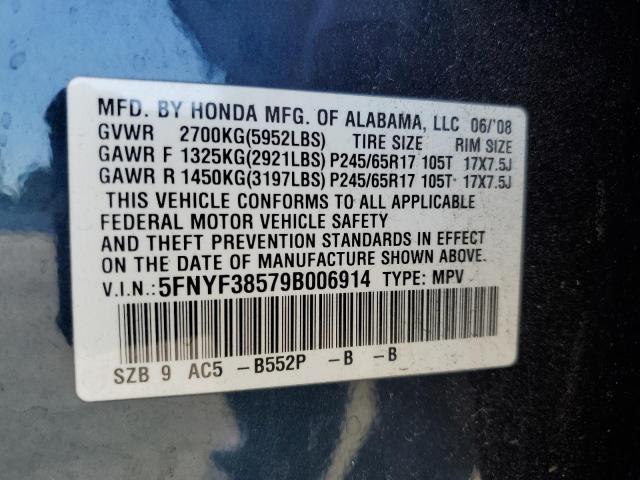 MFD. BY HONDA MFG. OF ALABAMA, LLC 06/'08
GVWR 2700KG(5952LBS) TIRE SIZE RIM SIZE
GAWR F 1325KG(2921LBS) P245/65R17 105T 17X7.5J
GAWR R 1450KG(3197LBS) P245/65R17 105T 17X7.5J
THIS VEHICLE CONFORMS TO ALL APPLICABLE
FEDERAL MOTOR VEHICLE SAFETY
AND THEFT PREVENTION STANDARDS IN EFFECT
ON THE DATE OF MANUFACTURE SHOWN ABOVE.
V.I.N.: 5FNYF38579B006914 TYPE: MPV
SZB 9 AC5 -B552P -B -B